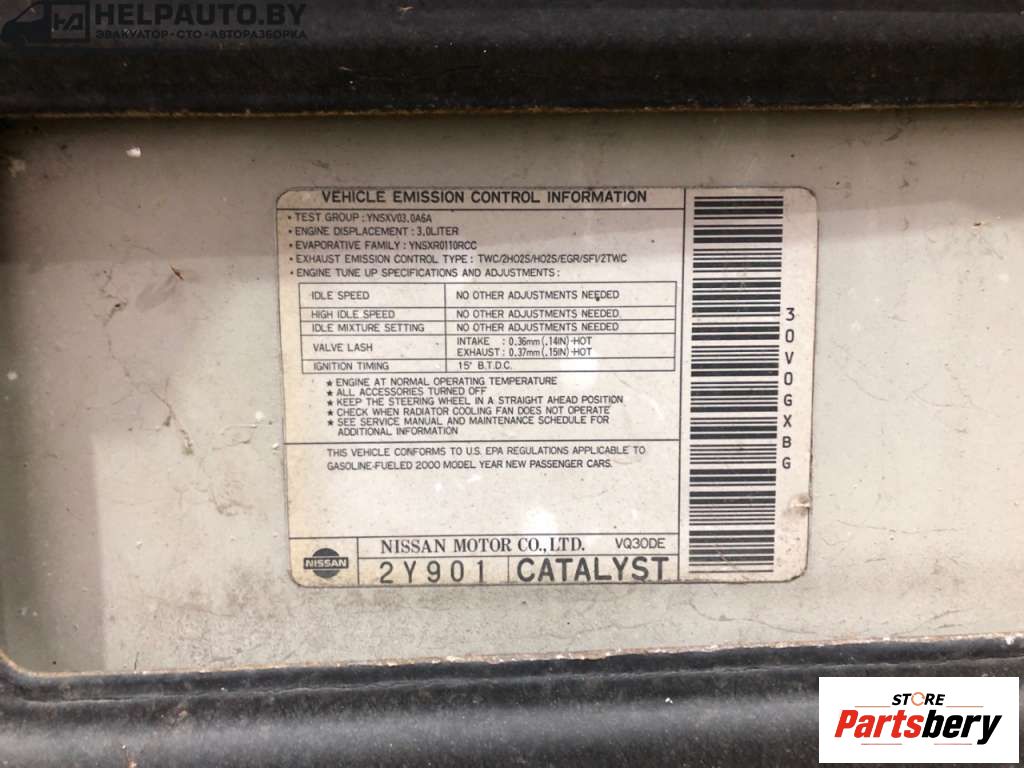 HELPAUTO.BY
ЭВАКУАТОР-СТО-АВТОРАЗБОРКА
VEHICLE EMISSION CONTROL INFORMATION
• TEST GROUP : YNSXV03.0A6A
• ENGINE DISPLACEMENT : 3.0LITER
• EVAPORATIVE FAMILY : YNSXR0110RCC
• EXHAUST EMISSION CONTROL TYPE : TWC/2HO2S/HO2S/EGR/SFI/2TWC
• ENGINE TUNE UP SPECIFICATIONS AND ADJUSTMENTS :
IDLE SPEED NO OTHER ADJUSTMENTS NEEDED
HIGH IDLE SPEED NO OTHER ADJUSTMENTS NEEDED
IDLE MIXTURE SETTING NO OTHER ADJUSTMENTS NEEDED
VALVE LASH INTAKE : 0.36mm(.14IN)-HOT
EXHAUST : 0.37mm(.15IN)-HOT
IGNITION TIMING 15° B.T.D.C.
★ ENGINE AT NORMAL OPERATING TEMPERATURE
★ ALL ACCESSORIES TURNED OFF
★ KEEP THE STEERING WHEEL IN A STRAIGHT AHEAD POSITION
★ CHECK WHEN RADIATOR COOLING FAN DOES NOT OPERATE
★ SEE SERVICE MANUAL AND MAINTENANCE SCHEDULE FOR
ADDITIONAL INFORMATION
THIS VEHICLE CONFORMS TO U.S. EPA REGULATIONS APPLICABLE TO
GASOLINE-FUELED 2000 MODEL YEAR NEW PASSENGER CARS.
NISSAN
NISSAN MOTOR CO., LTD. VQ30DE
2Y901 CATALYST
30V0GXBG
STORE
Partsbery